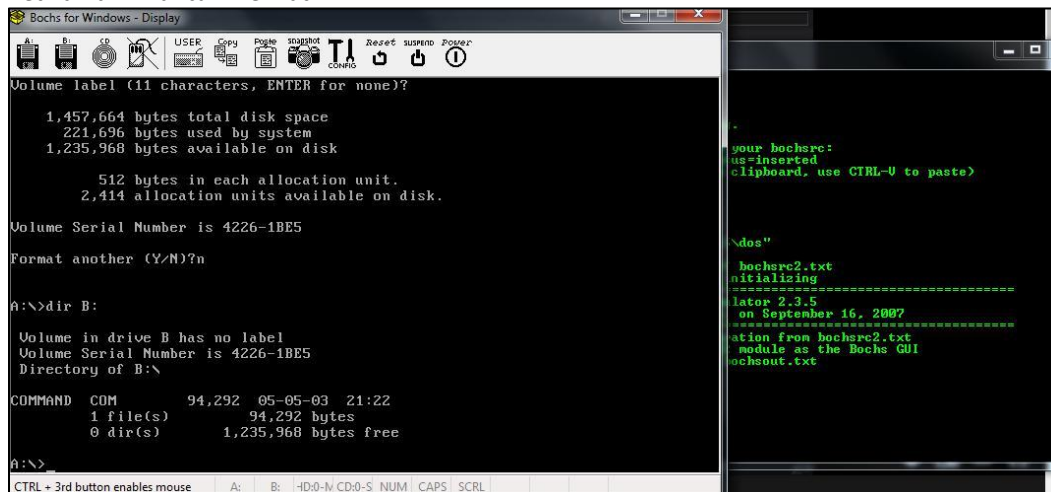 Bochs for Windows - Display
A: B: CD USER Copy Paste snapshot CONFIG Reset SUSPEND Power
Volume label (11 characters, ENTER for none)?
1,457,664 bytes total disk space
221,696 bytes used by system
1,235,968 bytes available on disk
512 bytes in each allocation unit.
2,414 allocation units available on disk.
Volume Serial Number is 4226-1BE5
Format another (Y/N)?n
A:\>dir B:
Volume in drive B has no label
Volume Serial Number is 4226-1BE5
Directory of B:\
COMMAND COM 94,292 05-05-03 21:22
1 file(s) 94,292 bytes
0 dir(s) 1,235,968 bytes free
A:\>_
CTRL + 3rd button enables mouse A: B: HD:0-M CD:0-S NUM CAPS SCRL
your bochsrc:
us=inserted
clipboard, use CTRL-V to paste)
\dos"
bochsrc2.txt
nitializing
========================================
lator 2.3.5
on September 16, 2007
========================================
ration from bochsrc2.txt
module as the Bochs GUI
ochsout.txt